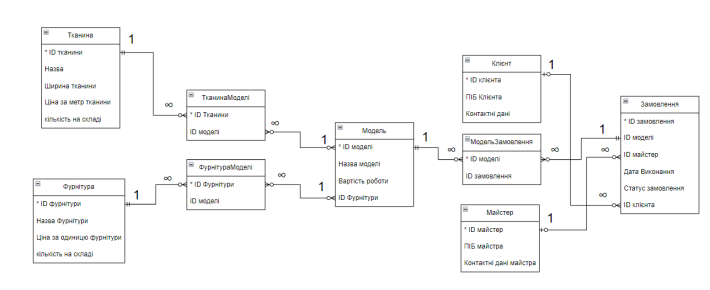 Тканина
* ID тканини
Назва
Ширина тканини
Ціна за метр тканини
кількість на складі
1
∞
ТканинаМоделі
* ID Тканини
ID моделі
∞
1
Фурнітура
* ID фурнітури
Назва Фурнітури
Ціна за одиницю фурнітури
кількість на складі
1
∞
ФурнітураМоделі
* ID Фурнітури
ID моделі
∞
1
Модель
* ID моделі
Назва моделі
Вартість роботи
ID Фурнітури
1
∞
Клієнт
* ID клієнта
ПІБ Клієнта
Контактні дані
1
МодельЗамовлення
* ID моделі
ID замовлення
∞
Майстер
* ID майстер
ПІБ майстра
Контактні дані майстра
1
Замовлення
* ID замовлення
ID моделі
ID майстер
Дата Виконання
Статус замовлення
ID клієнта
1
∞
∞